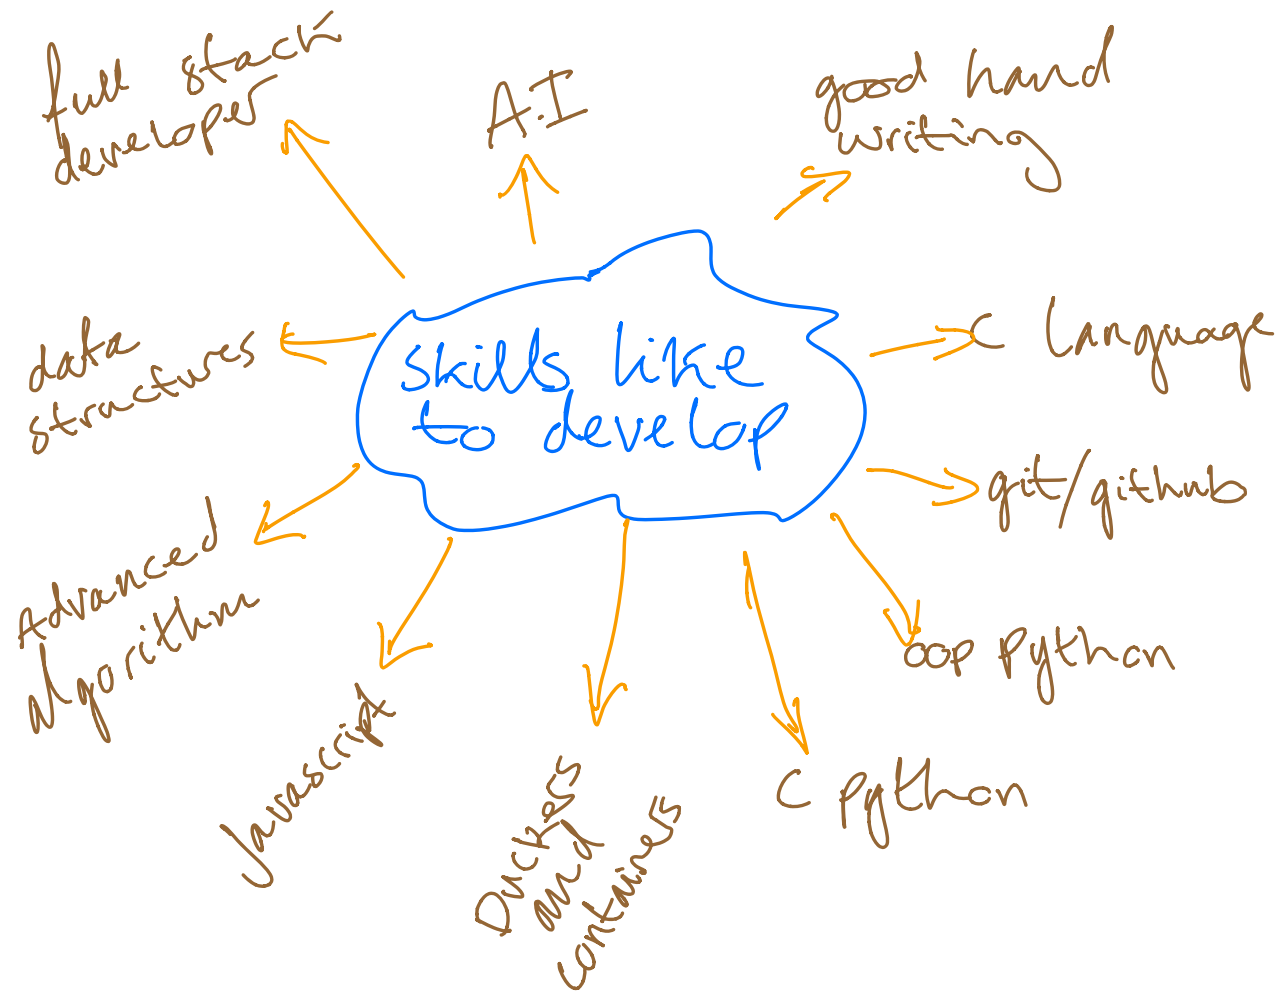 full stack
developer
A.I
good hand
writing
skills like
to develop
data
structures
C language
git/github
Advanced
algorithm
oop python
Javascript
Duckers
and
containers
C python